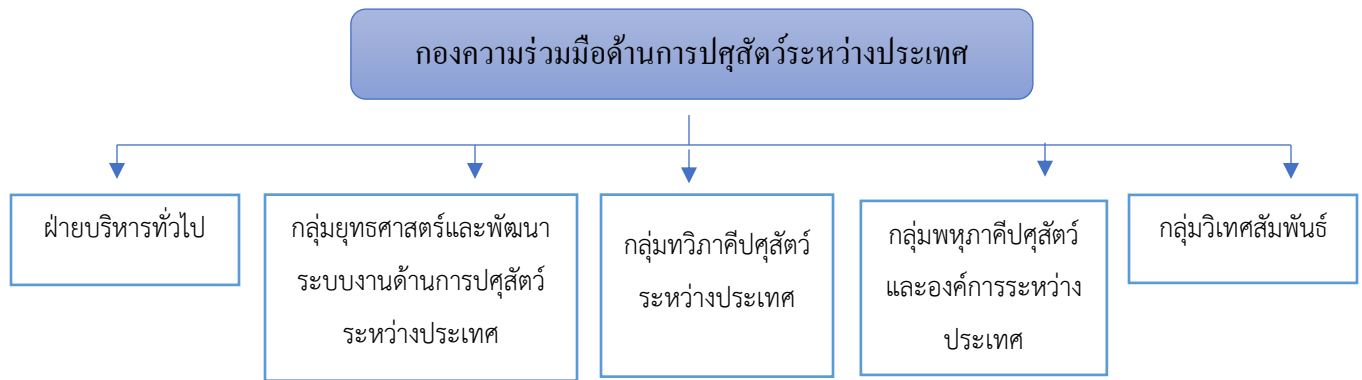 กองความร่วมมือด้านการปศุสัตว์ระหว่างประเทศ
ฝ่ายบริหารทั่วไป
กลุ่มยุทธศาสตร์และพัฒนา
ระบบงานด้านการปศุสัตว์
ระหว่างประเทศ
กลุ่มทวิภาคีปศุสัตว์
ระหว่างประเทศ
กลุ่มพหุภาคีปศุสัตว์
และองค์การระหว่าง
ประเทศ
กลุ่มวิเทศสัมพันธ์